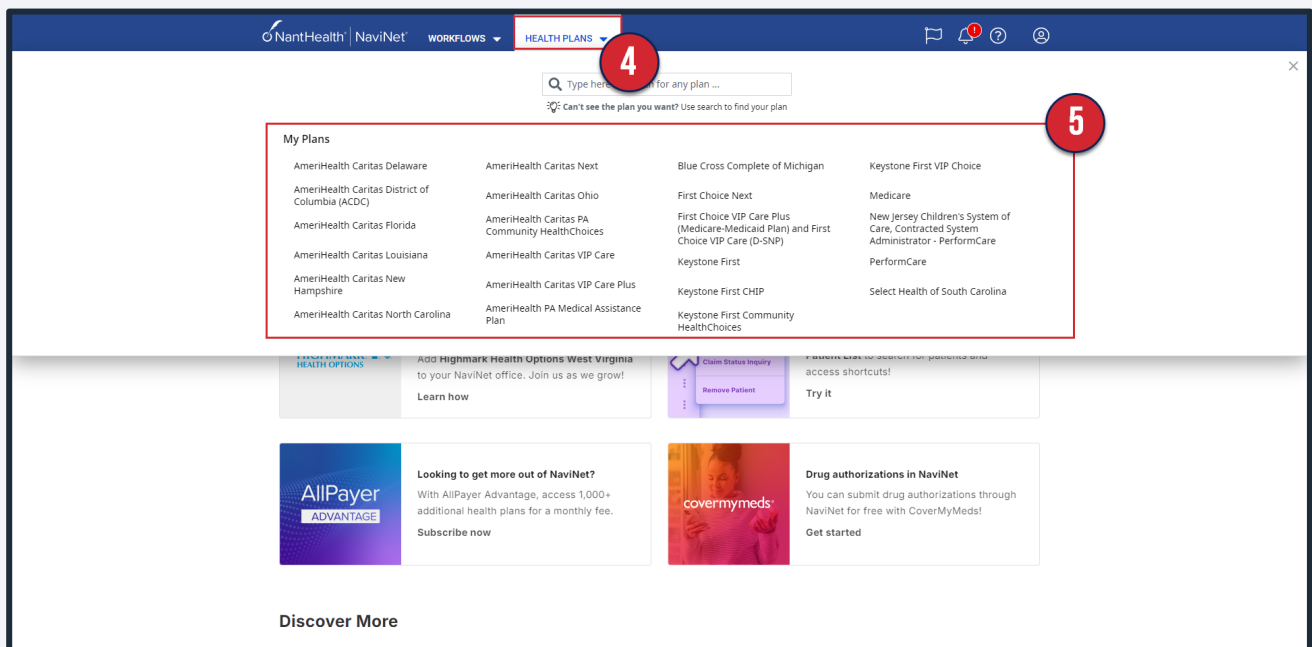 NantHealth® | NaviNet®
WORKFLOWS
HEALTH PLANS
4
Type here for any plan ...
Can't see the plan you want? Use search to find your plan
5
My Plans
AmeriHealth Caritas Delaware
AmeriHealth Caritas District of
Columbia (ACDC)
AmeriHealth Caritas Florida
AmeriHealth Caritas Louisiana
AmeriHealth Caritas New
Hampshire
AmeriHealth Caritas North Carolina
AmeriHealth Caritas Next
AmeriHealth Caritas Ohio
AmeriHealth Caritas PA
Community HealthChoices
AmeriHealth Caritas VIP Care
AmeriHealth Caritas VIP Care Plus
AmeriHealth PA Medical Assistance
Plan
Blue Cross Complete of Michigan
First Choice Next
First Choice VIP Care Plus
(Medicare-Medicaid Plan) and First
Choice VIP Care (D-SNP)
Keystone First
Keystone First CHIP
Keystone First Community
HealthChoices
Keystone First VIP Choice
Medicare
New Jersey Children's System of
Care, Contracted System
Administrator - PerformCare
PerformCare
Select Health of South Carolina
HIGHMARK
HEALTH OPTIONS
Add Highmark Health Options West Virginia
to your NaviNet office. Join us as we grow!
Learn how
Claim Status Inquiry
Remove Patient
Patient List to search for patients and
access shortcuts!
Try it
AllPayer
ADVANTAGE
Looking to get more out of NaviNet?
With AllPayer Advantage, access 1,000+
additional health plans for a monthly fee.
Subscribe now
covermymeds®
Drug authorizations in NaviNet
You can submit drug authorizations through
NaviNet for free with CoverMyMeds!
Get started
Discover More